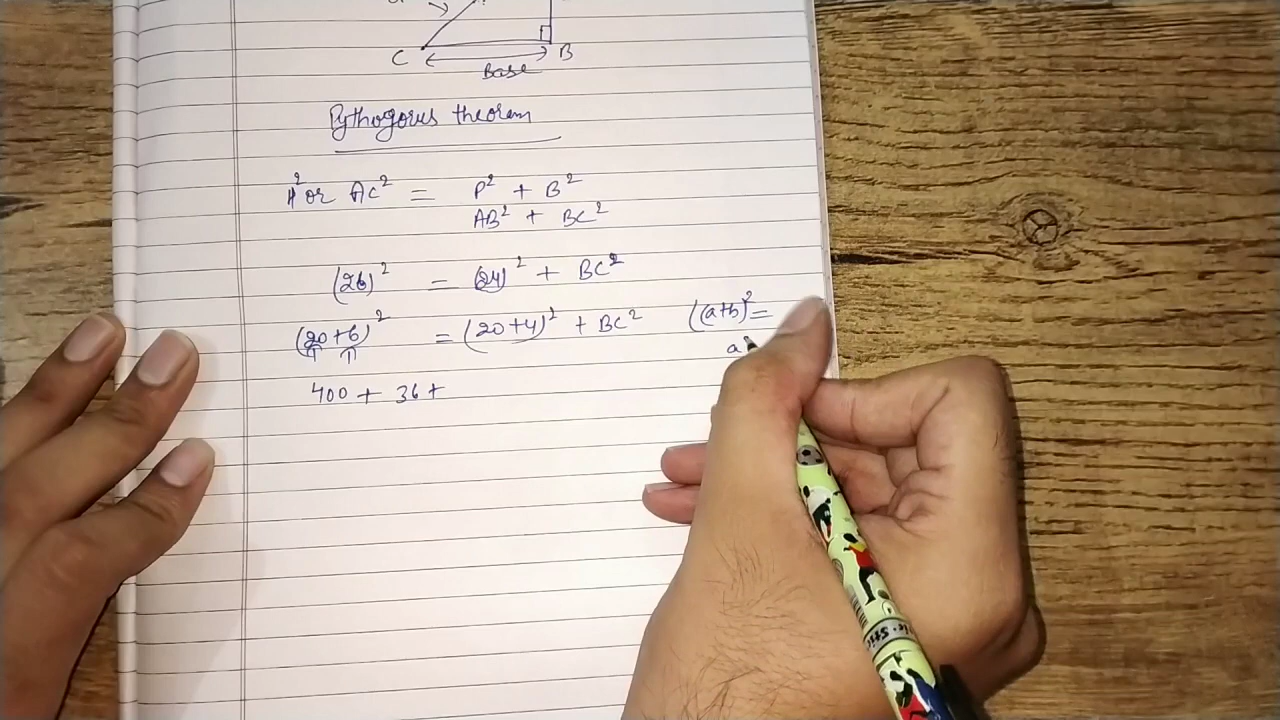 C B
Base
Pythogorus theorem
H² or AC² = P² + B²
AB² + BC²
(26)² = (24)² + BC²
(20+6)² = (20+4)² + BC² ((a+b)² =
a
400 + 36 +